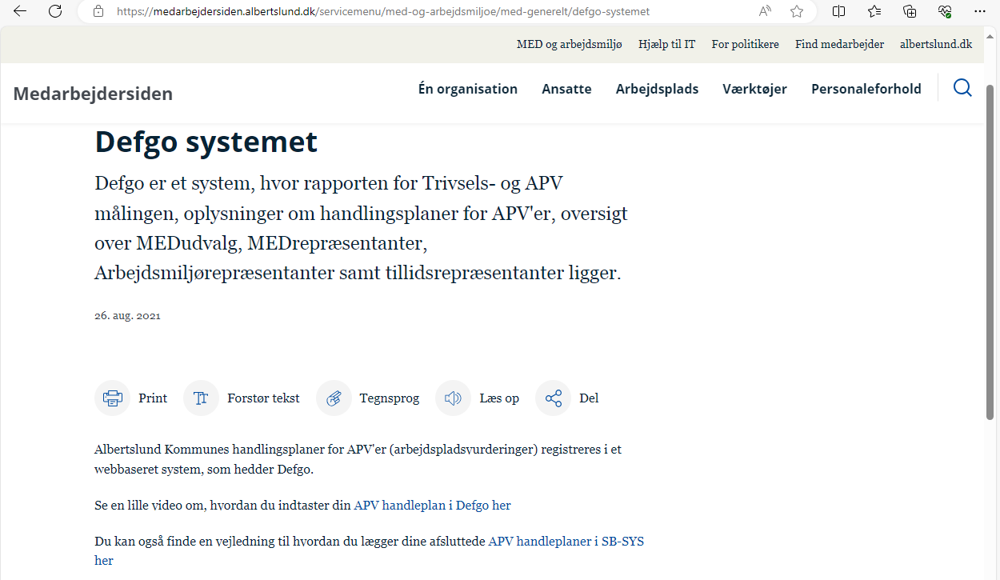 https://medarbejdersiden.albertslund.dk/servicemenu/med-og-arbejdsmiljoe/med-generelt/defgo-systemet
MED og arbejdsmiljø Hjælp til IT For politikere Find medarbejder albertslund.dk
Medarbejdersiden
Én organisation Ansatte Arbejdsplads Værktøjer Personaleforhold
Defgo systemet
Defgo er et system, hvor rapporten for Trivsels- og APV
målingen, oplysninger om handlingsplaner for APV'er, oversigt
over MEDudvalg, MEDrepræsentanter,
Arbejdsmiljørepræsentanter samt tillidsrepræsentanter ligger.
26. aug. 2021
Print Forstør tekst Tegnsprog Læs op Del
Albertslund Kommunes handlingsplaner for APV'er (arbejdspladsvurderinger) registreres i et
webbaseret system, som hedder Defgo.
Se en lille video om, hvordan du indtaster din APV handleplan i Defgo her
Du kan også finde en vejledning til hvordan du lægger dine afsluttede APV handleplaner i SB-SYS
her